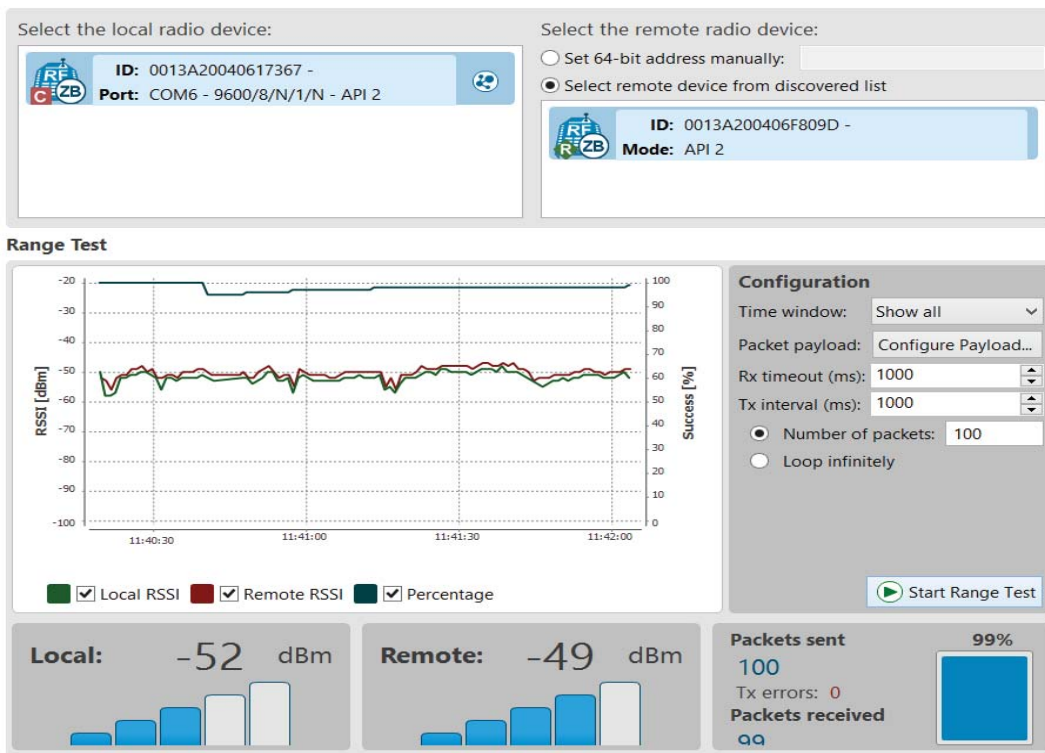 Select the local radio device:
Select the remote radio device:
Set 64-bit address manually:
Select remote device from discovered list
RF
C
ZB
ID: 0013A20040617367 -
Port: COM6 - 9600/8/N/1/N - API 2
RF
R
ZB
ID: 0013A200406F809D -
Mode: API 2
Range Test
RSSI [dBm]
-20
-30
-40
-50
-60
-70
-80
-90
-100
11:40:30
11:41:00
11:41:30
11:42:00
100
90
80
70
60
50
40
30
20
10
0
Success [%]
Local RSSI
Remote RSSI
Percentage
Configuration
Time window: Show all
Packet payload: Configure Payload...
Rx timeout (ms): 1000
Tx interval (ms): 1000
Number of packets: 100
Loop infinitely
Start Range Test
Local: -52 dBm
Remote: -49 dBm
Packets sent
100
Tx errors: 0
Packets received
99
99%